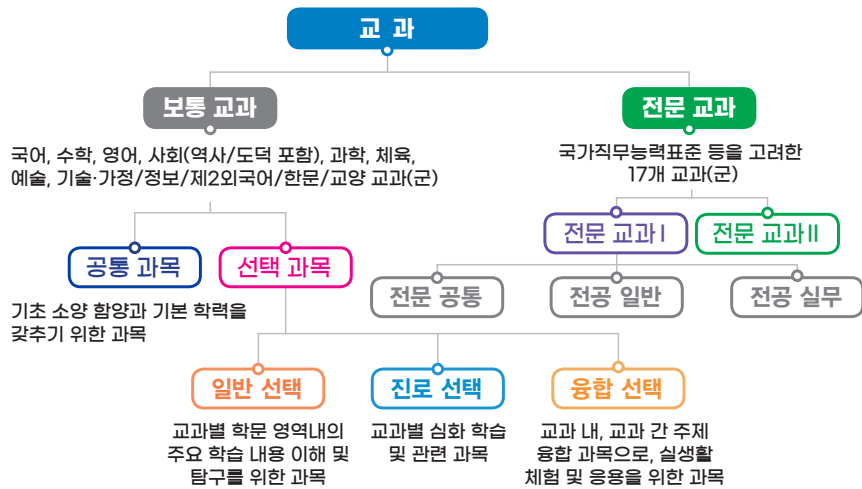 교 과
보통 교과
전문 교과
국어, 수학, 영어, 사회(역사/도덕 포함), 과학, 체육,
예술, 기술·가정/정보/제2외국어/한문/교양 교과(군)
국가직무능력표준 등을 고려한
17개 교과(군)
공통 과목
선택 과목
전문 교과Ⅰ
전문 교과Ⅱ
기초 소양 함양과 기본 학력을
갖추기 위한 과목
전문 공통
전공 일반
전공 실무
일반 선택
진로 선택
융합 선택
교과별 학문 영역내의
주요 학습 내용 이해 및
탐구를 위한 과목
교과별 심화 학습
및 관련 과목
교과 내, 교과 간 주제
융합 과목으로, 실생활
체험 및 응용을 위한 과목